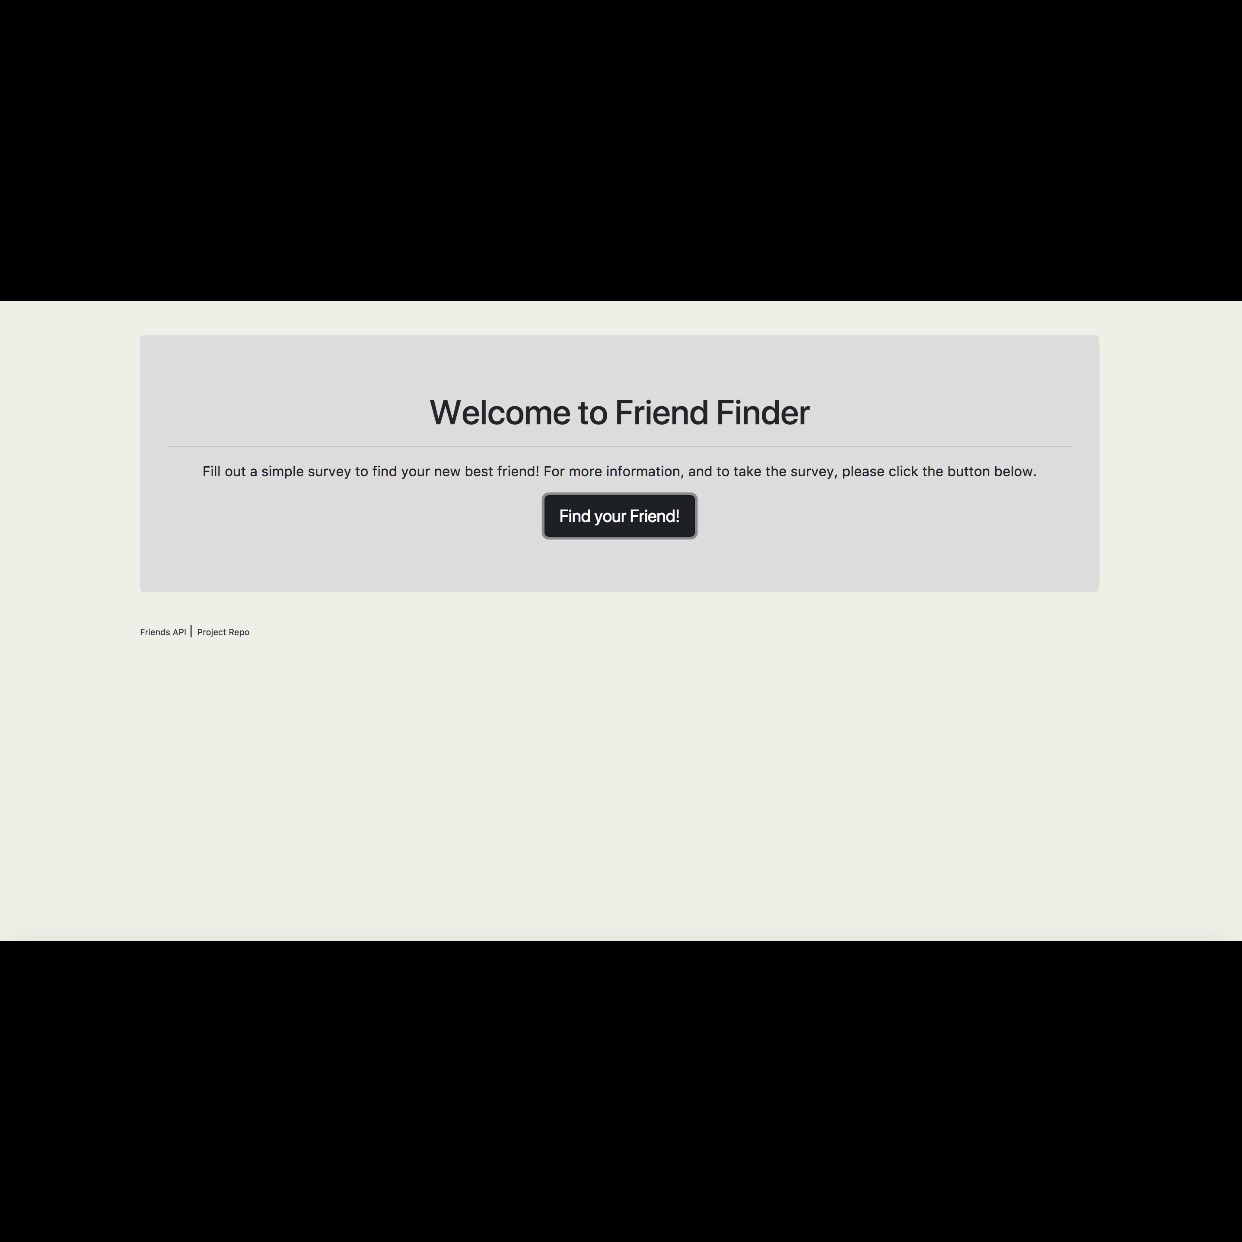 Welcome to Friend Finder
Fill out a simple survey to find your new best friend! For more information, and to take the survey, please click the button below.
Find your Friend!
Friends API | Project Repo